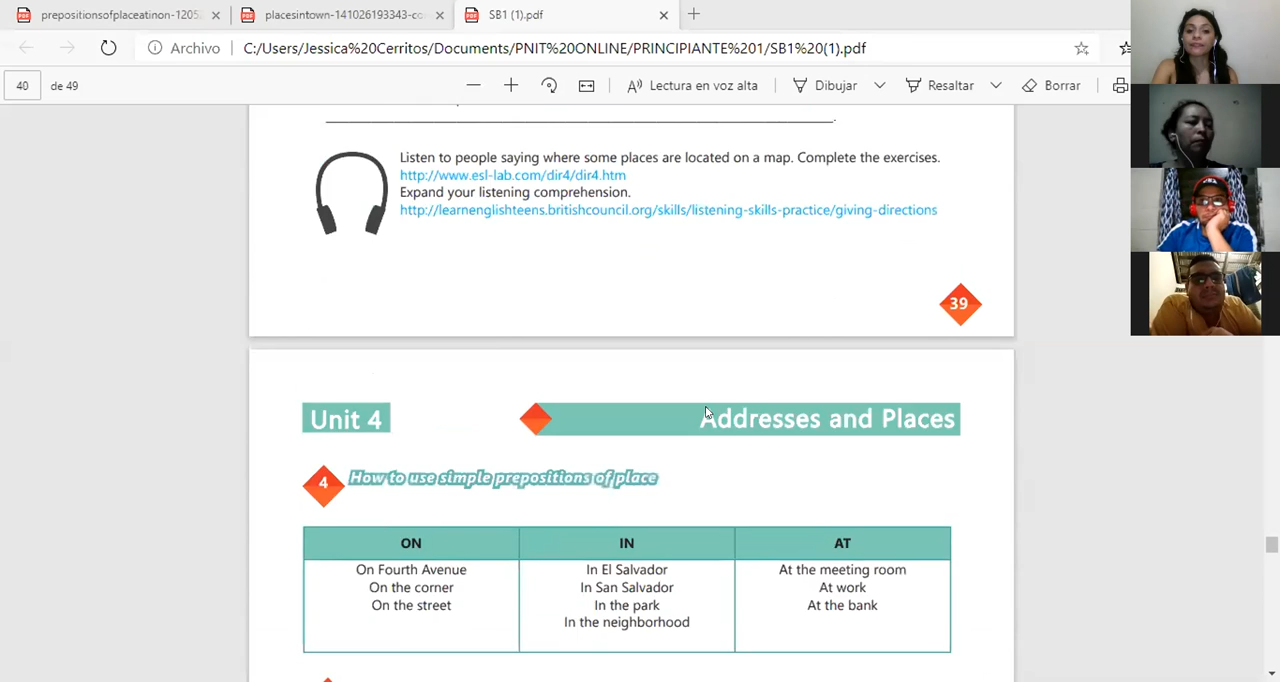 prepositionsofplaceatinon-1205
placesintown-141026193343-co
SB1 (1).pdf
Archivo
C:/Users/Jessica%20Cerritos/Documents/PNIT%20ONLINE/PRINCIPIANTE%201/SB1%20(1).pdf
40
de 49
Lectura en voz alta
Dibujar
Resaltar
Borrar
Listen to people saying where some places are located on a map. Complete the exercises.
http://www.esl-lab.com/dir4/dir4.htm
Expand your listening comprehension.
http://learnenglishteens.britishcouncil.org/skills/listening-skills-practice/giving-directions
39
Unit 4
Addresses and Places
4
How to use simple prepositions of place
ON
IN
AT
On Fourth Avenue
On the corner
On the street
In El Salvador
In San Salvador
In the park
In the neighborhood
At the meeting room
At work
At the bank